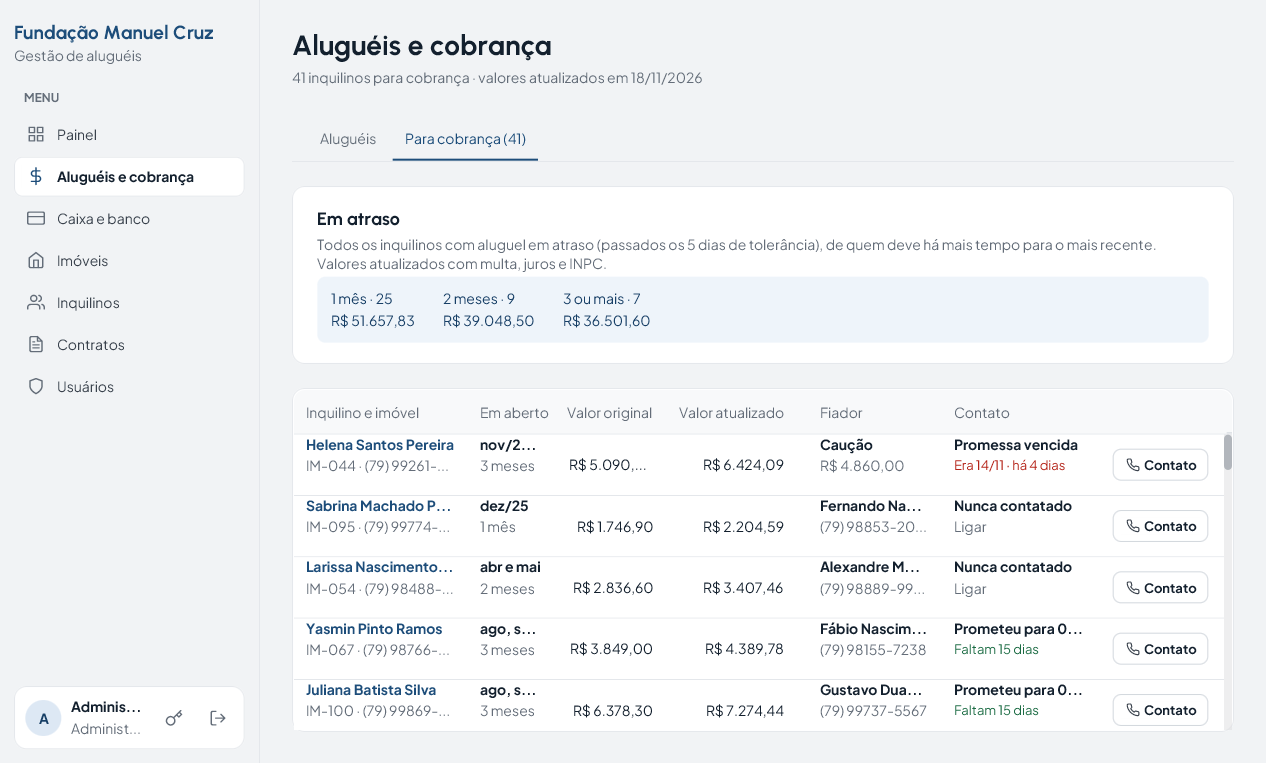 Fundação Manuel Cruz
Gestão de aluguéis
MENU
Painel
Aluguéis e cobrança
Caixa e banco
Imóveis
Inquilinos
Contratos
Usuários
A
Adminis...
Administ...
Aluguéis e cobrança
41 inquilinos para cobrança · valores atualizados em 18/11/2026
Aluguéis
Para cobrança (41)
Em atraso
Todos os inquilinos com aluguel em atraso (passados os 5 dias de tolerância), de quem deve há mais tempo para o mais recente.
Valores atualizados com multa, juros e INPC.
1 mês · 25
R$ 51.657,83
2 meses · 9
R$ 39.048,50
3 ou mais · 7
R$ 36.501,60
Inquilino e imóvel Em aberto Valor original Valor atualizado Fiador Contato
Helena Santos Pereira nov/2... Caução Promessa vencida
IM-044 · (79) 99261-... 3 meses R$ 5.090,... R$ 6.424,09 R$ 4.860,00 Era 14/11 · há 4 dias Contato
Sabrina Machado P... dez/25 Fernando Na... Nunca contatado
IM-095 · (79) 99774-... 1 mês R$ 1.746,90 R$ 2.204,59 (79) 98853-20... Ligar Contato
Larissa Nascimento... abr e mai Alexandre M... Nunca contatado
IM-054 · (79) 98488-... 2 meses R$ 2.836,60 R$ 3.407,46 (79) 98889-99... Ligar Contato
Yasmin Pinto Ramos ago, s... Fábio Nascim... Prometeu para 0...
IM-067 · (79) 98766-... 3 meses R$ 3.849,00 R$ 4.389,78 (79) 98155-7238 Faltam 15 dias Contato
Juliana Batista Silva ago, s... Gustavo Dua... Prometeu para 0...
IM-100 · (79) 99869-... 3 meses R$ 6.378,30 R$ 7.274,44 (79) 99737-5567 Faltam 15 dias Contato